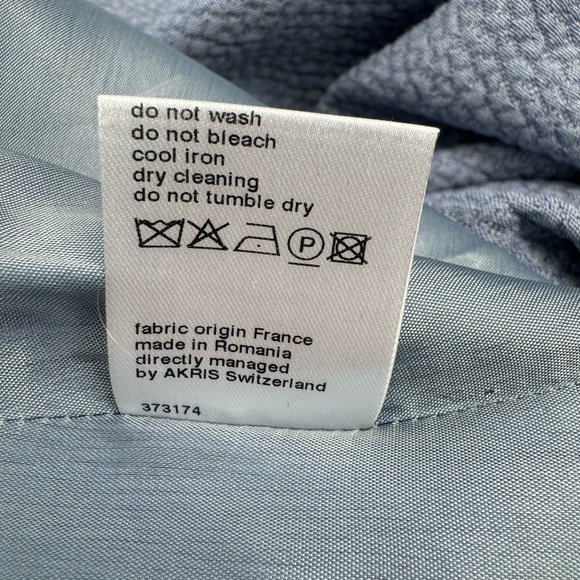 do not wash
do not bleach
cool iron
dry cleaning
do not tumble dry
P
fabric origin France
made in Romania
directly managed
by AKRIS Switzerland
373174